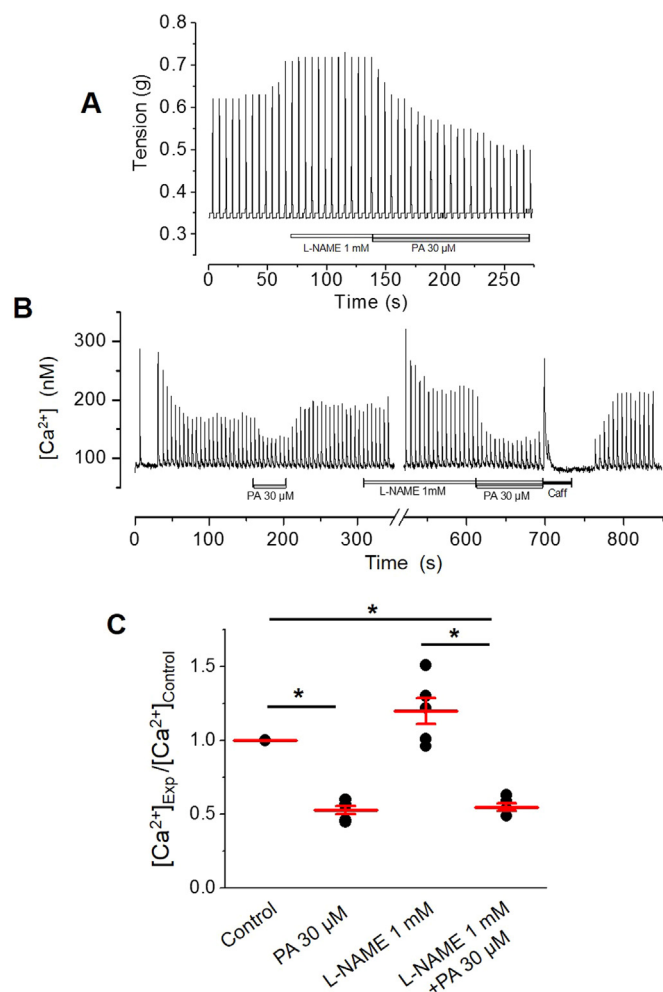 A
Tension (g)
0.8
0.7
0.6
0.5
0.4
0.3
L-NAME 1 mM
PA 30 µM
0 50 100 150 200 250
Time (s)
B
[Ca2+] (nM)
300
200
100
PA 30 µM
L-NAME 1mM
PA 30 µM
Caff
0 100 200 300 600 700 800
Time (s)
C
[Ca2+]Exp/[Ca2+]Control
*
*
*
1.5
1.0
0.5
0.0
Control
PA 30 µM
L-NAME 1 mM
L-NAME 1 mM
+PA 30 µM